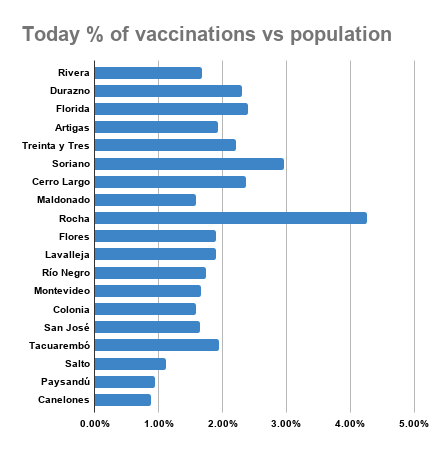 Today % of vaccinations vs population
Rivera
Durazno
Florida
Artigas
Treinta y Tres
Soriano
Cerro Largo
Maldonado
Rocha
Flores
Lavalleja
Río Negro
Montevideo
Colonia
San José
Tacuarembó
Salto
Paysandú
Canelones
0.00% 1.00% 2.00% 3.00% 4.00% 5.00%